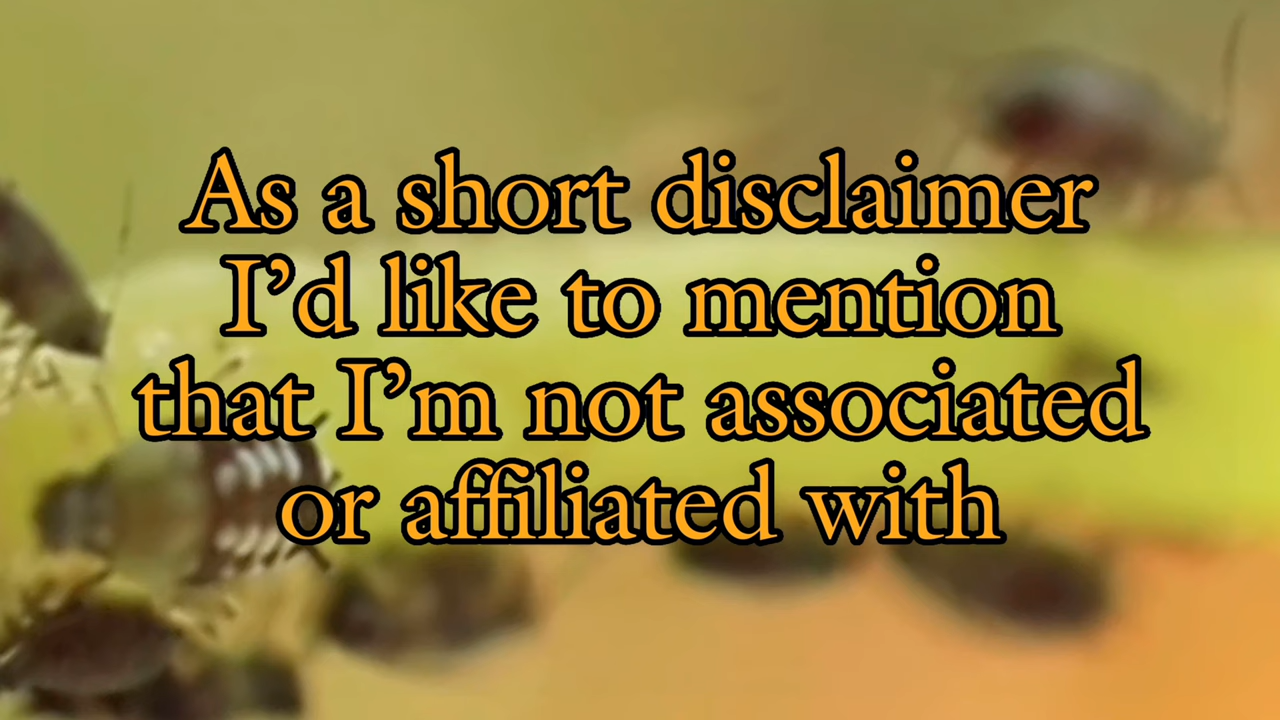 As a short disclaimer
I’d like to mention
that I’m not associated
or affiliated with